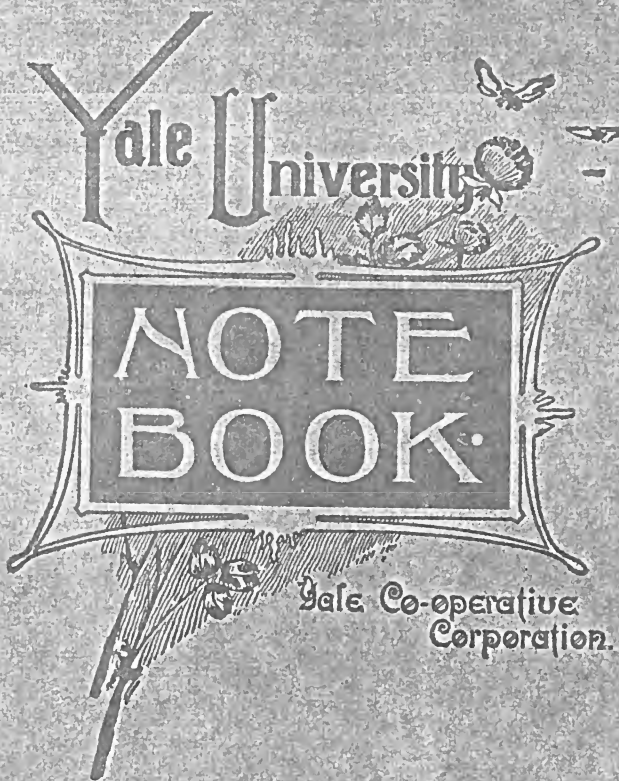 Yale University
NOTE
BOOK.
Yale Co-operative
Corporation.